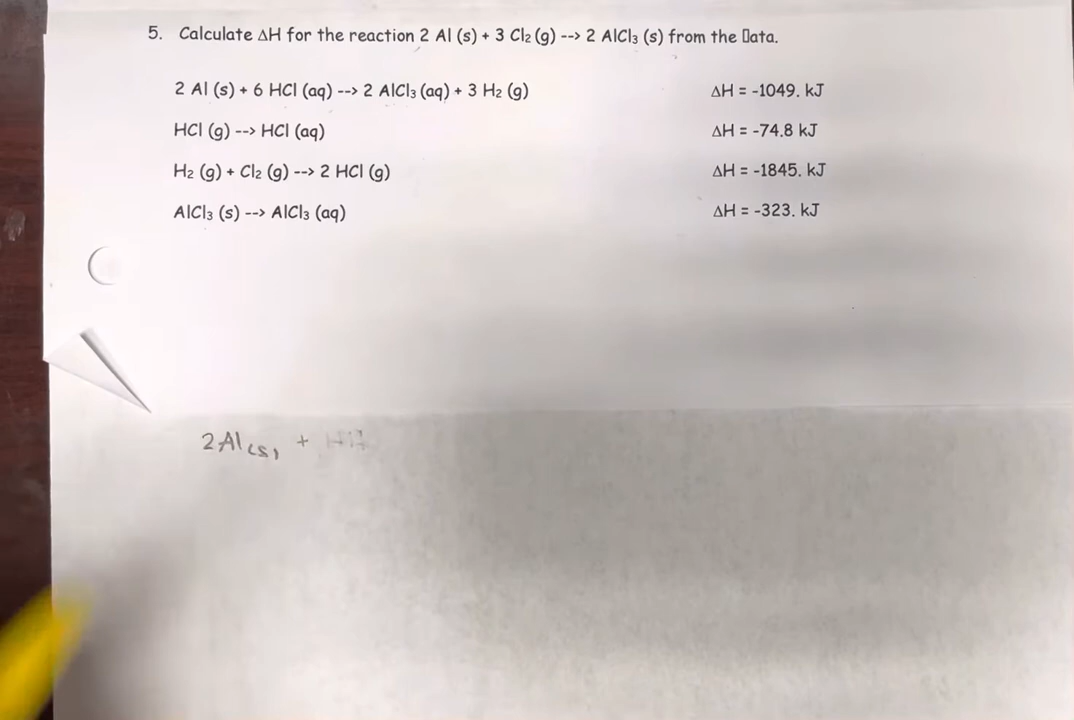 5. Calculate ΔH for the reaction 2 Al (s) + 3 Cl₂ (g) --> 2 AlCl₃ (s) from the ata.
2 Al (s) + 6 HCl (aq) --> 2 AlCl₃ (aq) + 3 H₂ (g) ΔH = -1049. kJ
HCl (g) --> HCl (aq) ΔH = -74.8 kJ
H₂ (g) + Cl₂ (g) --> 2 HCl (g) ΔH = -1845. kJ
AlCl₃ (s) --> AlCl₃ (aq) ΔH = -323. kJ
2Al(s) +